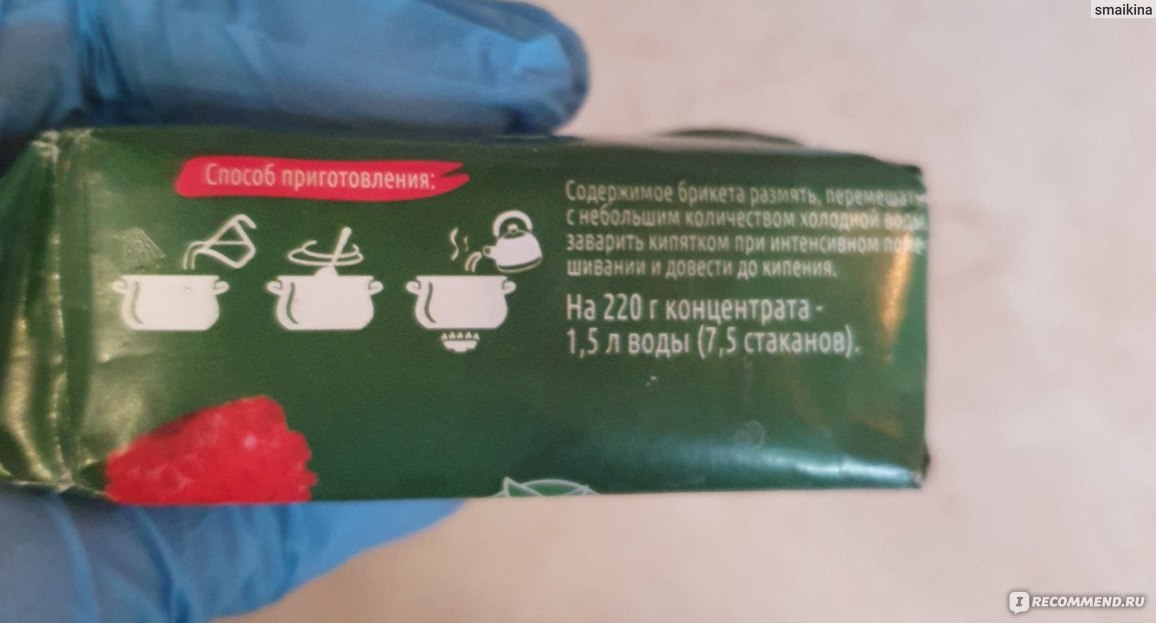 smaikina
Способ приготовления:
Содержимое брикета размять, перемешать
с небольшим количеством холодной воды
заварить кипятком при интенсивном
шивании и довести до кипения.
На 220 г концентрата -
1,5 л воды (7,5 стаканов).
I RECOMMEND.RU